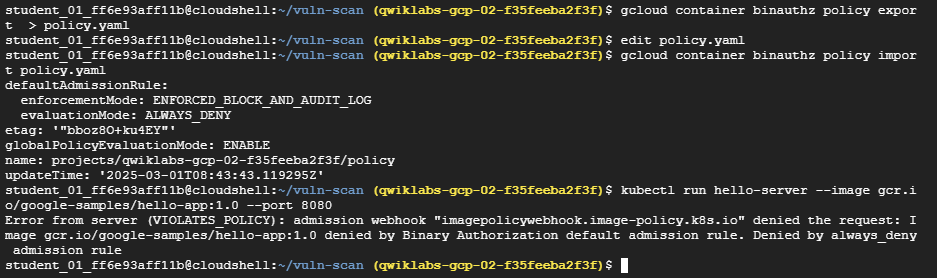 student_01_ff6e93aff11b@cloudshell:~/vuln-scan (qwiklabs-gcp-02-f35feeba2f3f)$ gcloud container binauthz policy expor
t  > policy.yaml
student_01_ff6e93aff11b@cloudshell:~/vuln-scan (qwiklabs-gcp-02-f35feeba2f3f)$ edit policy.yaml
student_01_ff6e93aff11b@cloudshell:~/vuln-scan (qwiklabs-gcp-02-f35feeba2f3f)$ gcloud container binauthz policy impor
t policy.yaml
defaultAdmissionRule:
  enforcementMode: ENFORCED_BLOCK_AND_AUDIT_LOG
  evaluationMode: ALWAYS_DENY
etag: '"bboz8O+ku4EY"'
globalPolicyEvaluationMode: ENABLE
name: projects/qwiklabs-gcp-02-f35feeba2f3f/policy
updateTime: '2025-03-01T08:43:43.119295Z'
student_01_ff6e93aff11b@cloudshell:~/vuln-scan (qwiklabs-gcp-02-f35feeba2f3f)$ kubectl run hello-server --image gcr.i
o/google-samples/hello-app:1.0 --port 8080
Error from server (VIOLATES_POLICY): admission webhook "imagepolicywebhook.image-policy.k8s.io" denied the request: I
mage gcr.io/google-samples/hello-app:1.0 denied by Binary Authorization default admission rule. Denied by always_deny
 admission rule
student_01_ff6e93aff11b@cloudshell:~/vuln-scan (qwiklabs-gcp-02-f35feeba2f3f)$